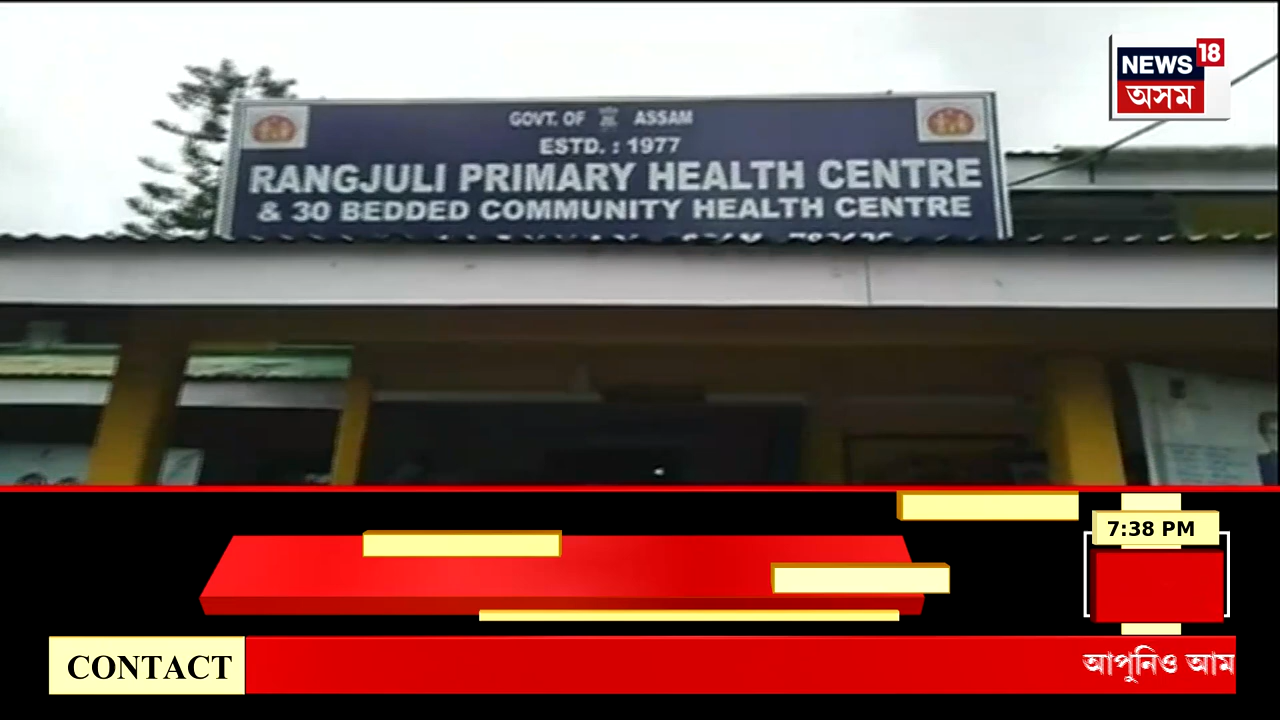 NEWS 18
অসম
GOVT. OF ASSAM
ESTD. : 1977
RANGJULI PRIMARY HEALTH CENTRE
& 30 BEDDED COMMUNITY HEALTH CENTRE
7:38 PM
CONTACT
আপুনিও আম